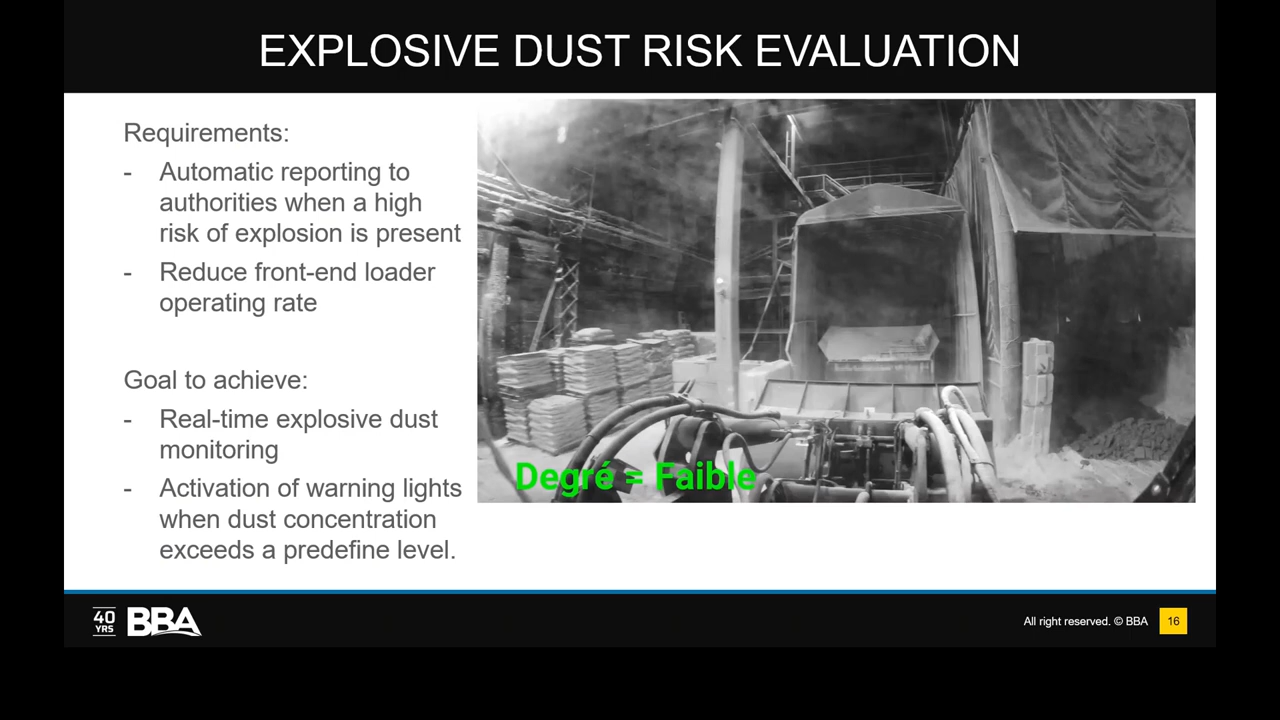 EXPLOSIVE DUST RISK EVALUATION
Requirements:
- Automatic reporting to
authorities when a high
risk of explosion is present
- Reduce front-end loader
operating rate
Goal to achieve:
- Real-time explosive dust
monitoring
- Activation of warning lights
when dust concentration
exceeds a predefine level.
Degré = Faible
40
YRS
BBA
All right reserved. © BBA
16